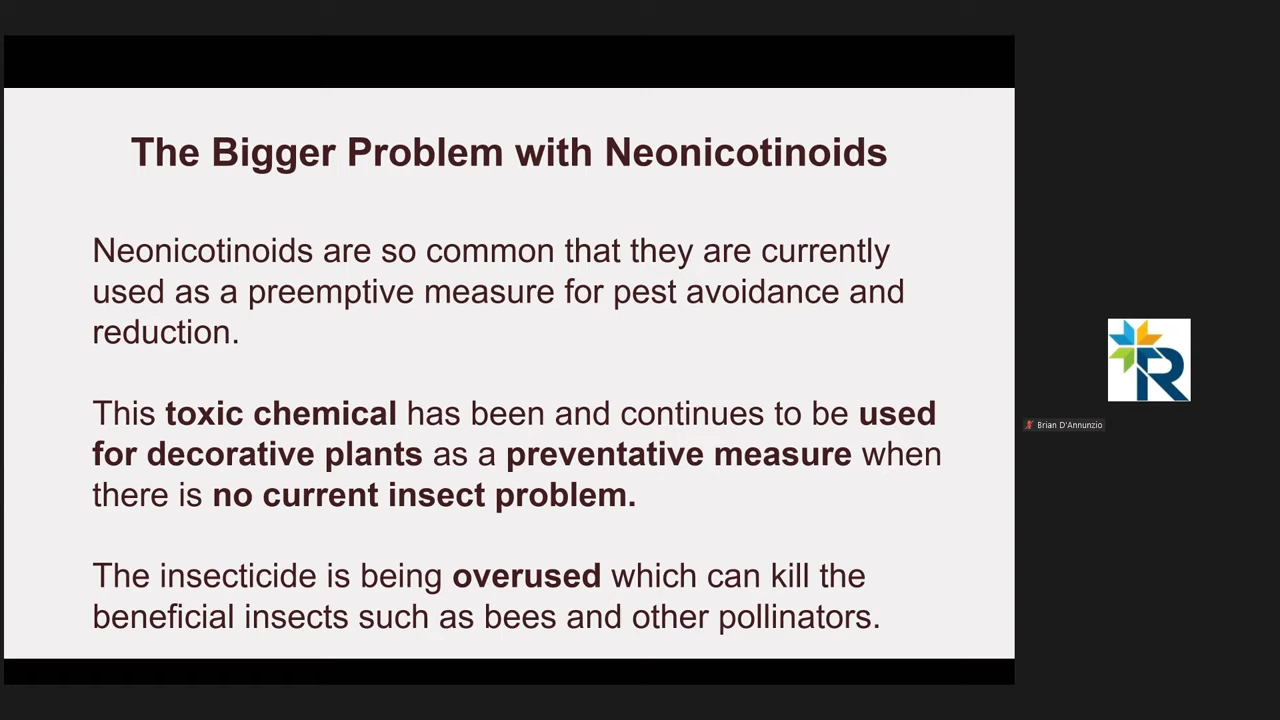 The Bigger Problem with Neonicotinoids
Neonicotinoids are so common that they are currently
used as a preemptive measure for pest avoidance and
reduction.
This toxic chemical has been and continues to be used
for decorative plants as a preventative measure when
there is no current insect problem.
The insecticide is being overused which can kill the
beneficial insects such as bees and other pollinators.
R
Brian D'Annunzio